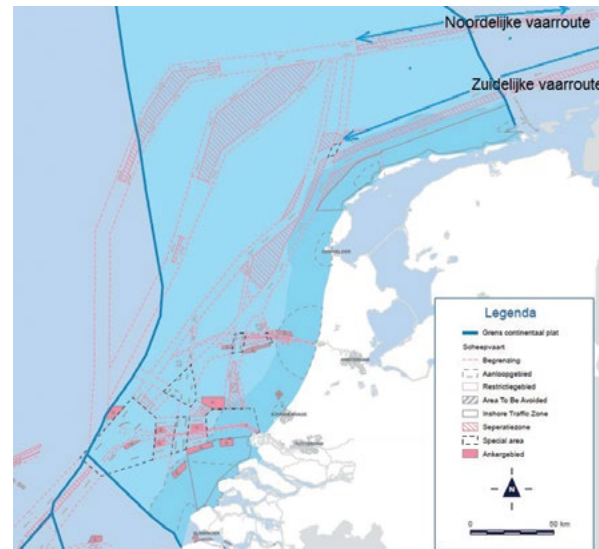 Noordelijke vaarroute
Zuidelijke vaarroute
Legenda
Grens continentaal plat
Scheepvaart
Begrenzing
Aanloopgebied
Restrictiegebied
Area To Be Avoided
Inshore Traffic Zone
Seperatiezone
Special area
Ankergebied
N
0
50 km